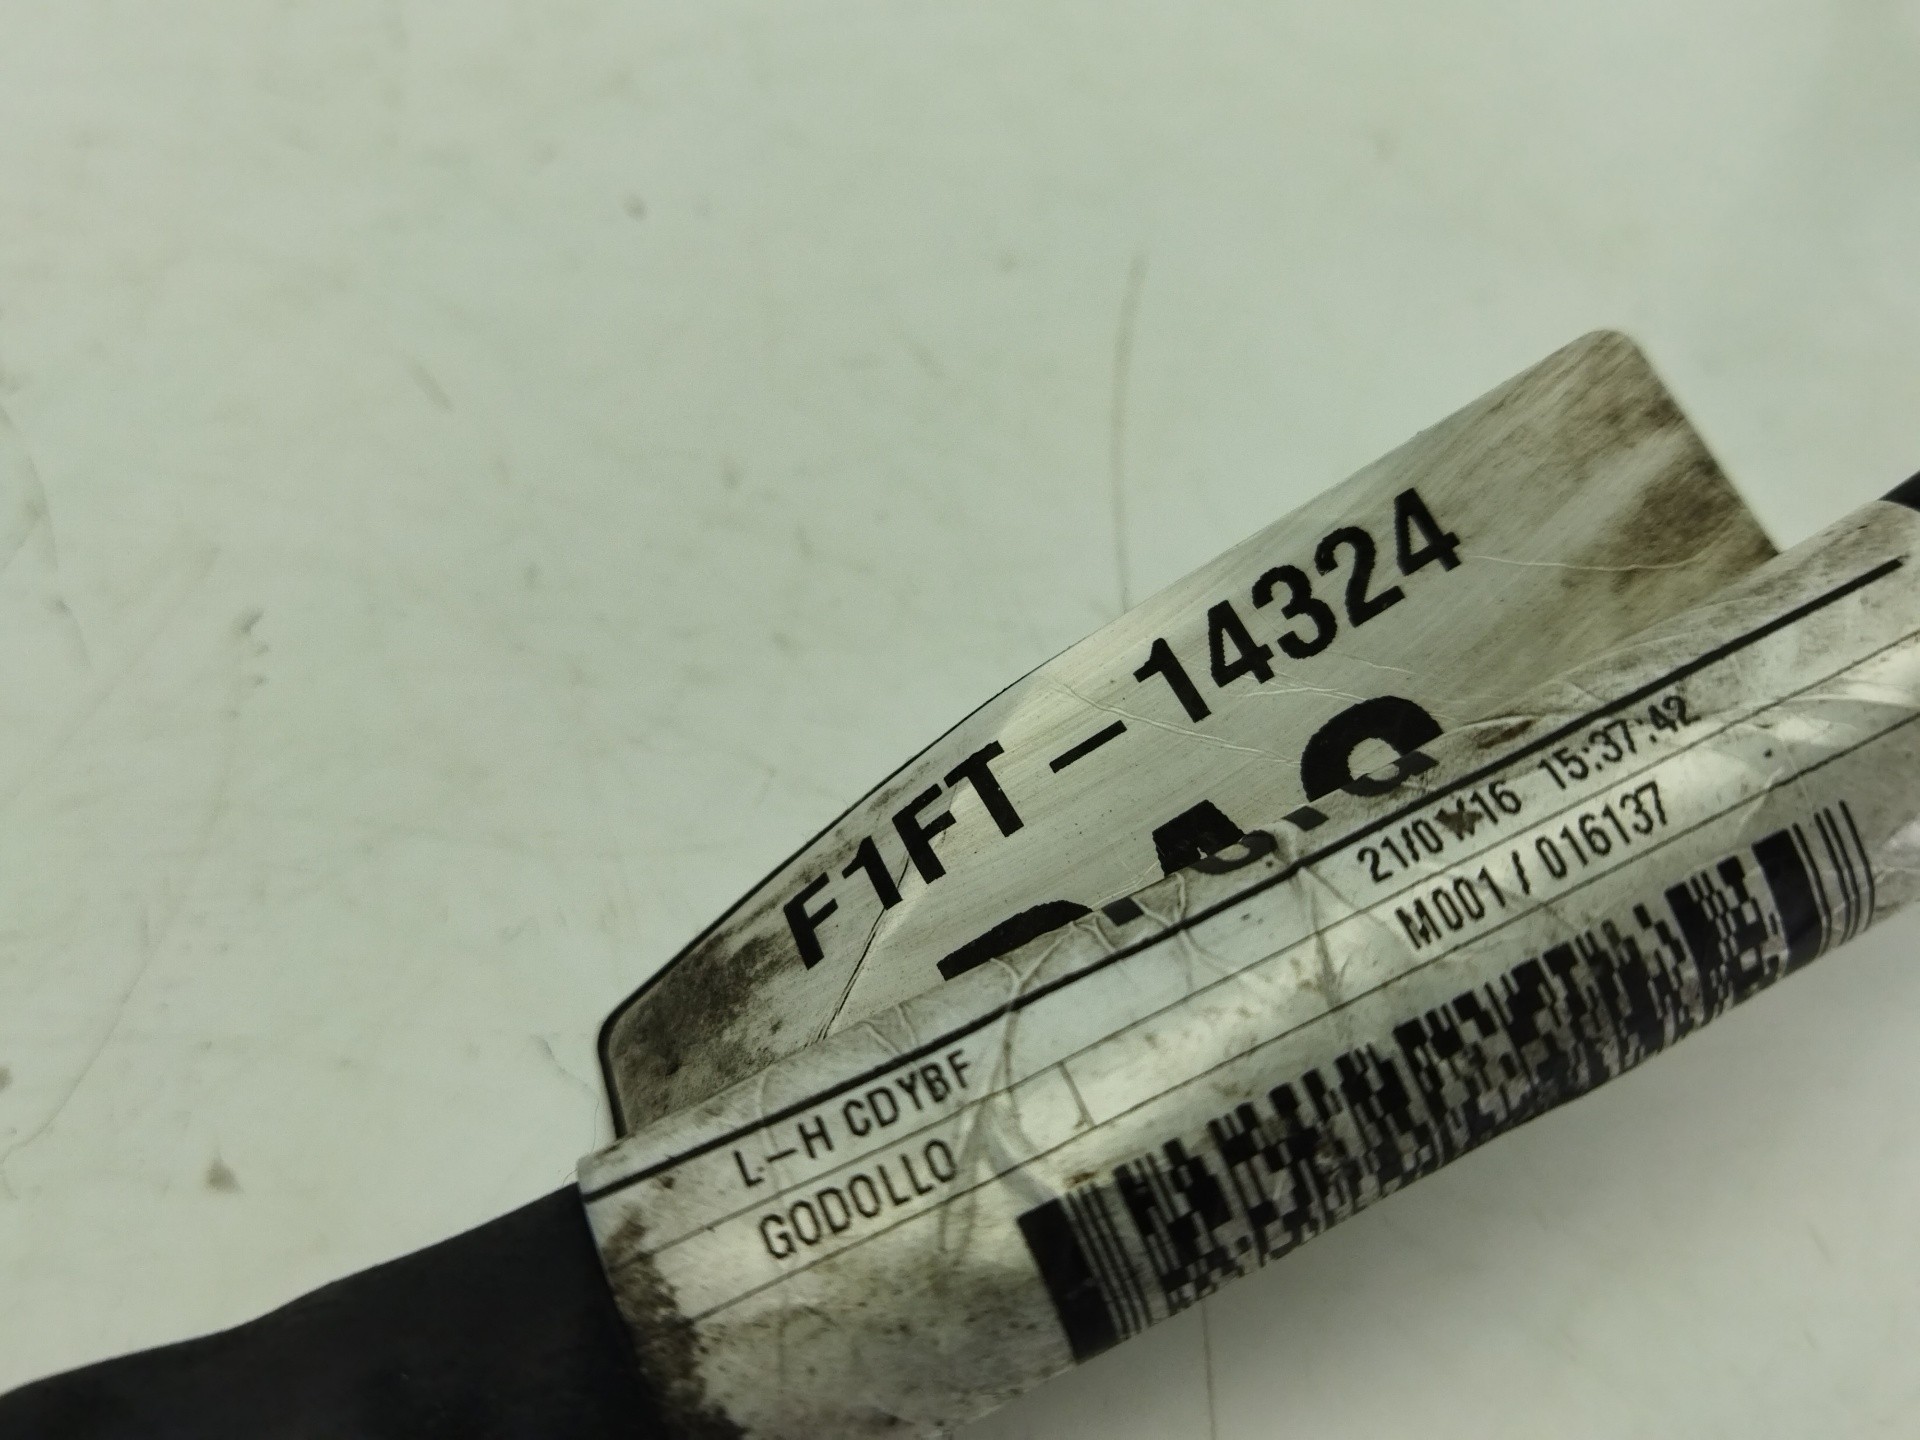 F1FT-14324
L-H CDYBF
GODOLLO
15:37:42
M001 / 016137